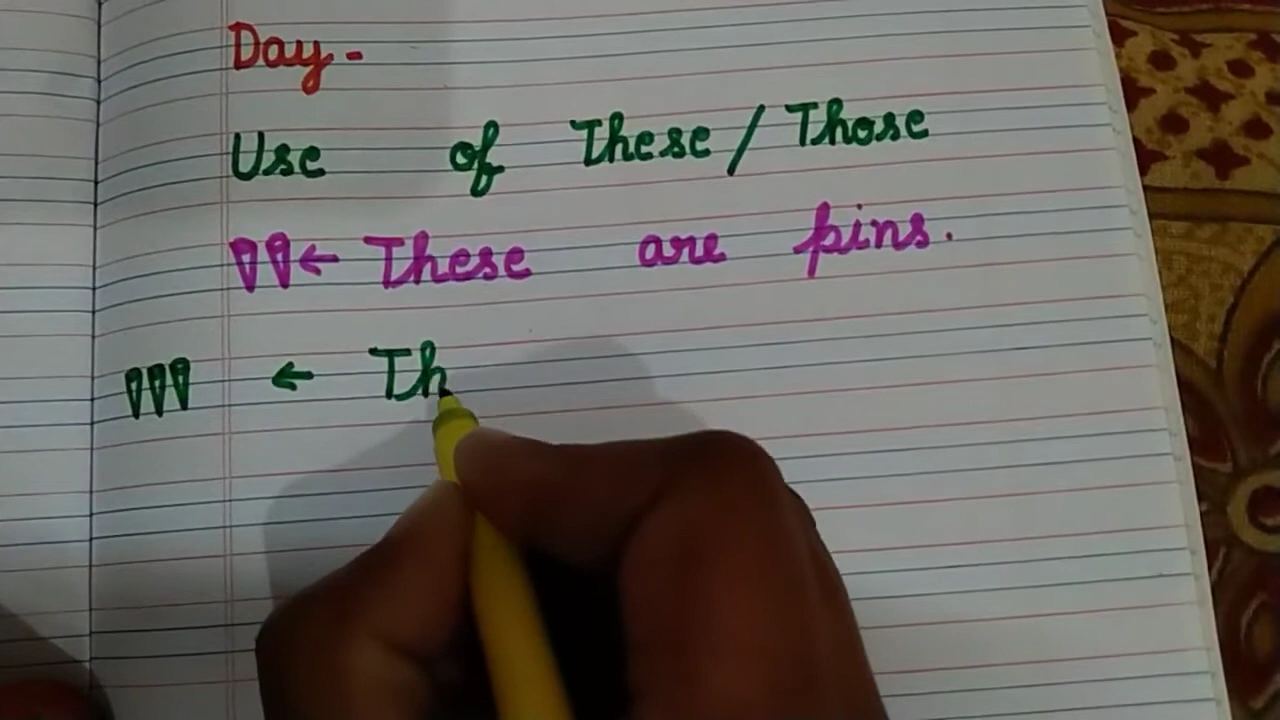 Day -
Use of These / Those
← These are pins.
← Th